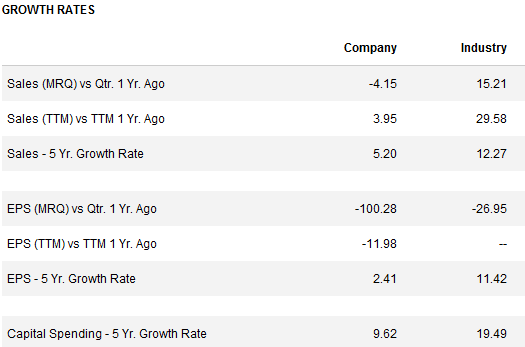 GROWTH RATES
Company Industry
Sales (MRQ) vs Qtr. 1 Yr. Ago -4.15 15.21
Sales (TTM) vs TTM 1 Yr. Ago 3.95 29.58
Sales - 5 Yr. Growth Rate 5.20 12.27
EPS (MRQ) vs Qtr. 1 Yr. Ago -100.28 -26.95
EPS (TTM) vs TTM 1 Yr. Ago -11.98 --
EPS - 5 Yr. Growth Rate 2.41 11.42
Capital Spending - 5 Yr. Growth Rate 9.62 19.49